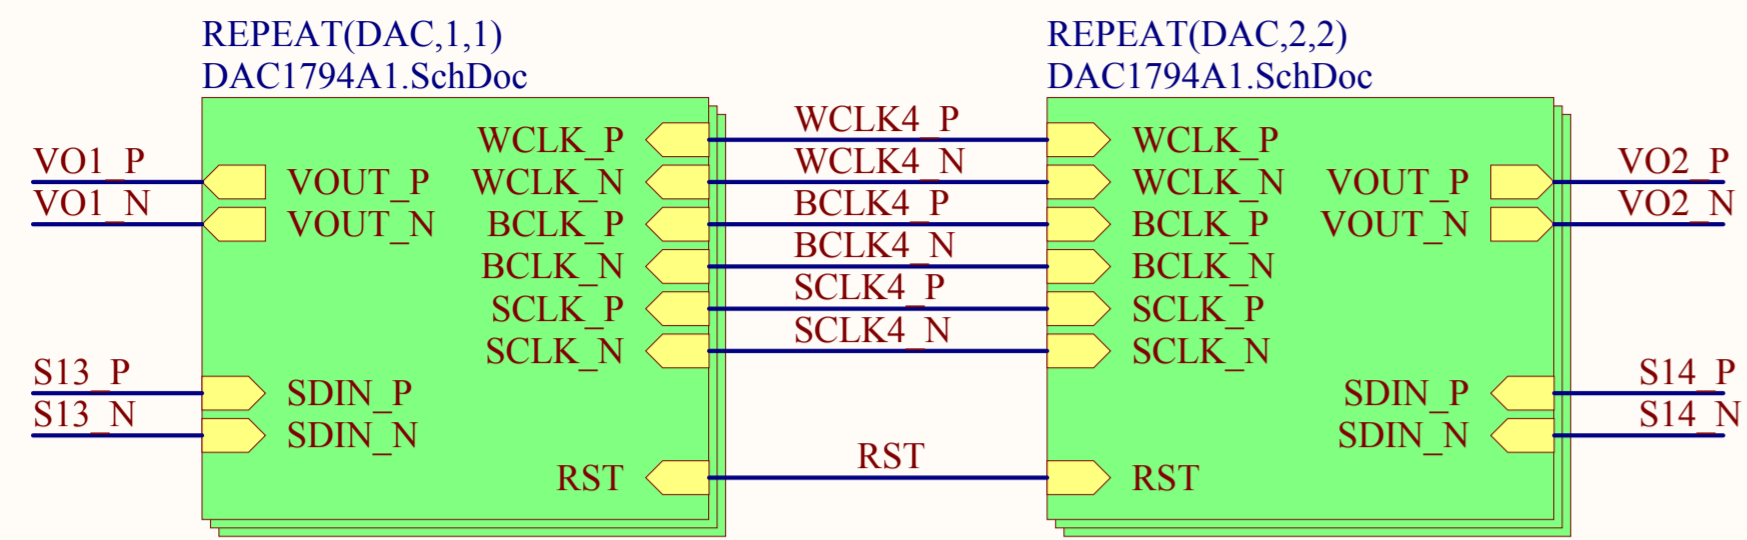 REPEAT(DAC,1,1)
DAC1794A1.SchDoc
REPEAT(DAC,2,2)
DAC1794A1.SchDoc
VO1_P
VO1_N
S13_P
S13_N
VOUT_P
VOUT_N
SDIN_P
SDIN_N
WCLK_P
WCLK_N
BCLK_P
BCLK_N
SCLK_P
SCLK_N
RST
WCLK4_P
WCLK4_N
BCLK4_P
BCLK4_N
SCLK4_P
SCLK4_N
RST
WCLK_P
WCLK_N
BCLK_P
BCLK_N
SCLK_P
SCLK_N
RST
VOUT_P
VOUT_N
SDIN_P
SDIN_N
VO2_P
VO2_N
S14_P
S14_N